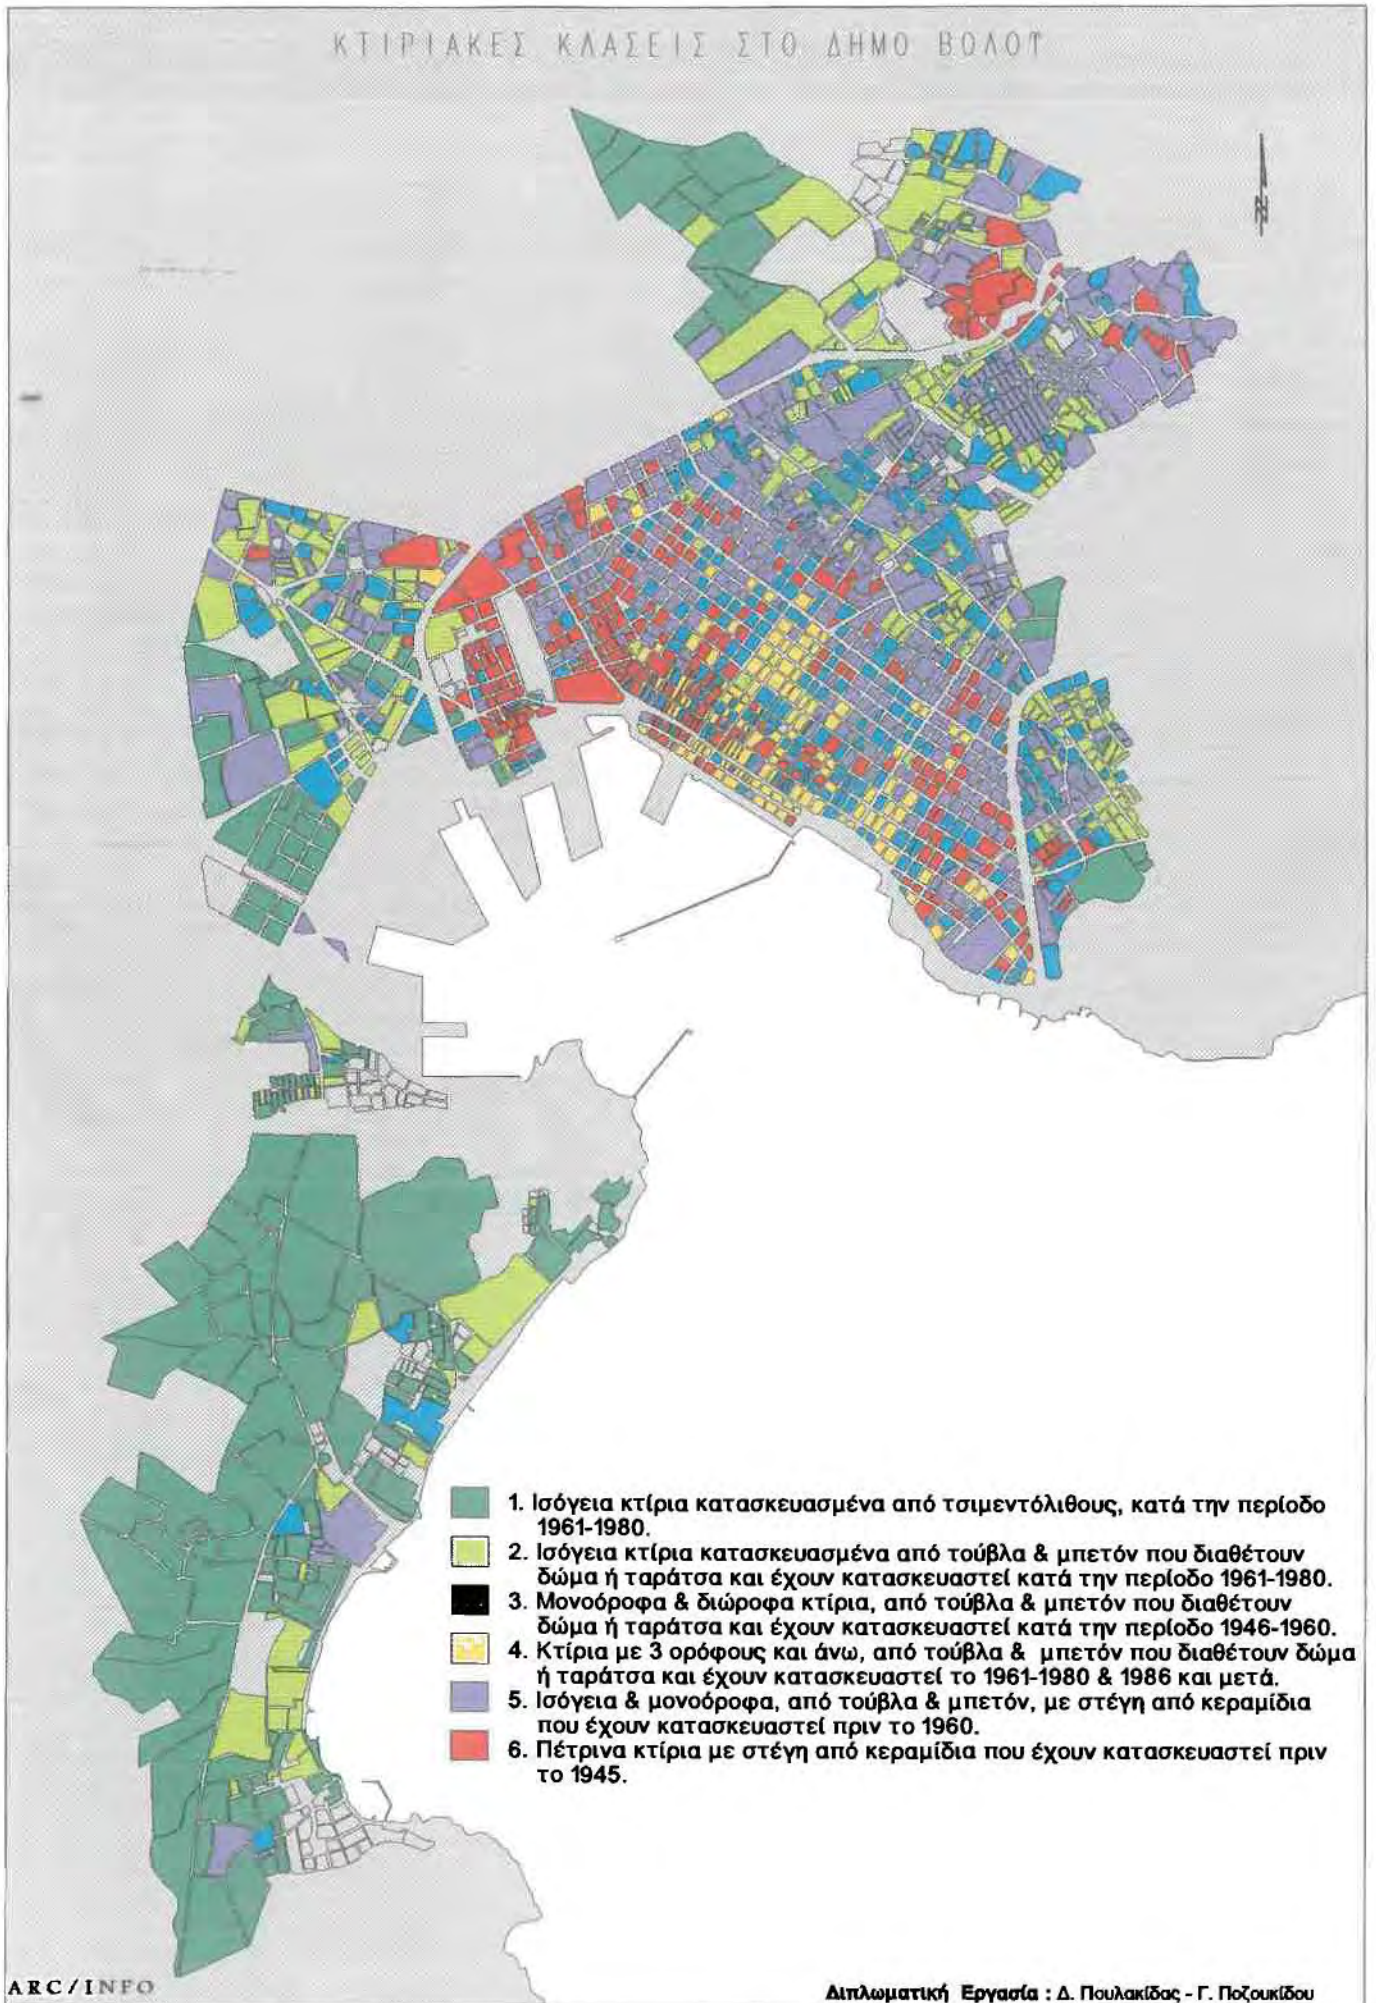 ΚΤΙΡΙΑΚΕΣ ΚΛΑΣΕΙΣ ΣΤΟ ΔΗΜΟ ΒΟΛΟΥ
1. Ισόγεια κτίρια κατασκευασμένα από τσιμεντόλιθους, κατά την περίοδο
1961-1980.
2. Ισόγεια κτίρια κατασκευασμένα από τούβλα & μπετόν που διαθέτουν
δώμα ή ταράτσα και έχουν κατασκευαστεί κατά την περίοδο 1961-1980.
3. Μονοόροφα & διώροφα κτίρια, από τούβλα & μπετόν που διαθέτουν
δώμα ή ταράτσα και έχουν κατασκευαστεί κατά την περίοδο 1946-1960.
4. Κτίρια με 3 ορόφους και άνω, από τούβλα & μπετόν που διαθέτουν δώμα
ή ταράτσα και έχουν κατασκευαστεί το 1961-1980 & 1986 και μετά.
5. Ισόγεια & μονοόροφα, από τούβλα & μπετόν, με στέγη από κεραμίδια
που έχουν κατασκευαστεί πριν το 1960.
6. Πέτρινα κτίρια με στέγη από κεραμίδια που έχουν κατασκευαστεί πριν
το 1945.
ARC/INFO
Διπλωματική Εργασία : Δ. Πουλακίδας - Γ. Ποζουκίδου